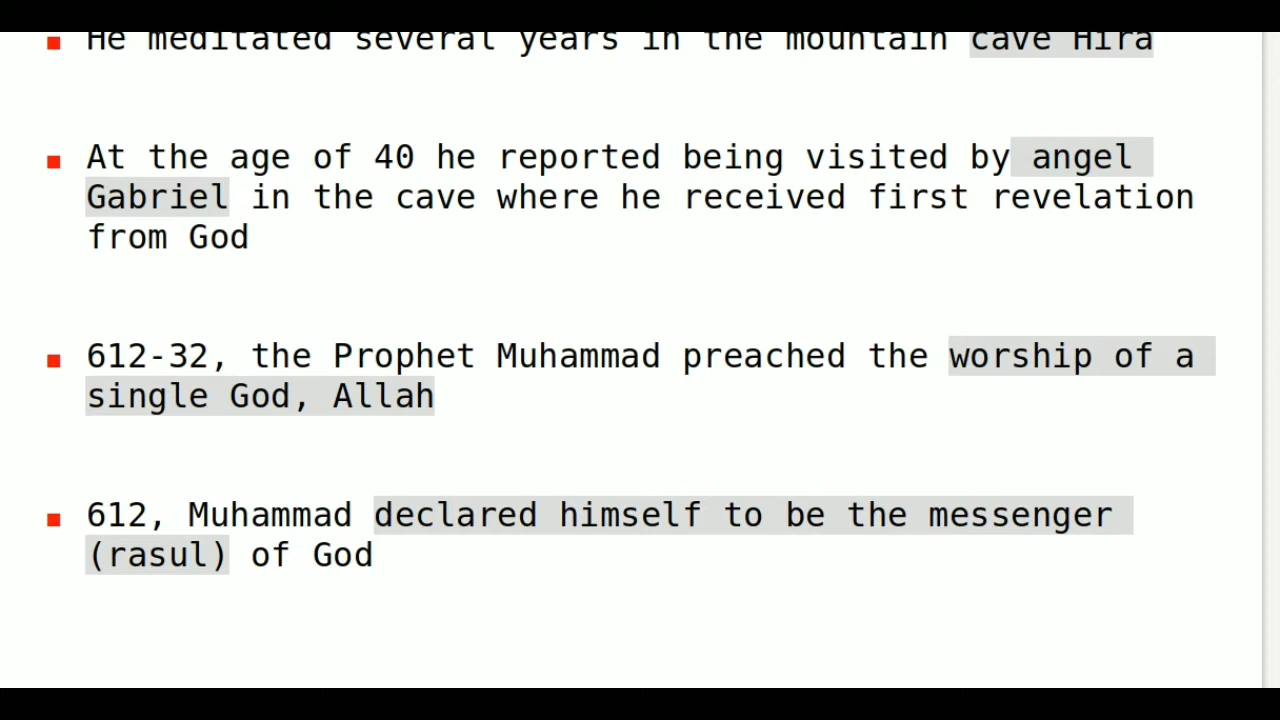 He meditated several years in the mountain cave Hira
At the age of 40 he reported being visited by angel
Gabriel in the cave where he received first revelation
from God
612-32, the Prophet Muhammad preached the worship of a
single God, Allah
612, Muhammad declared himself to be the messenger
(rasul) of God